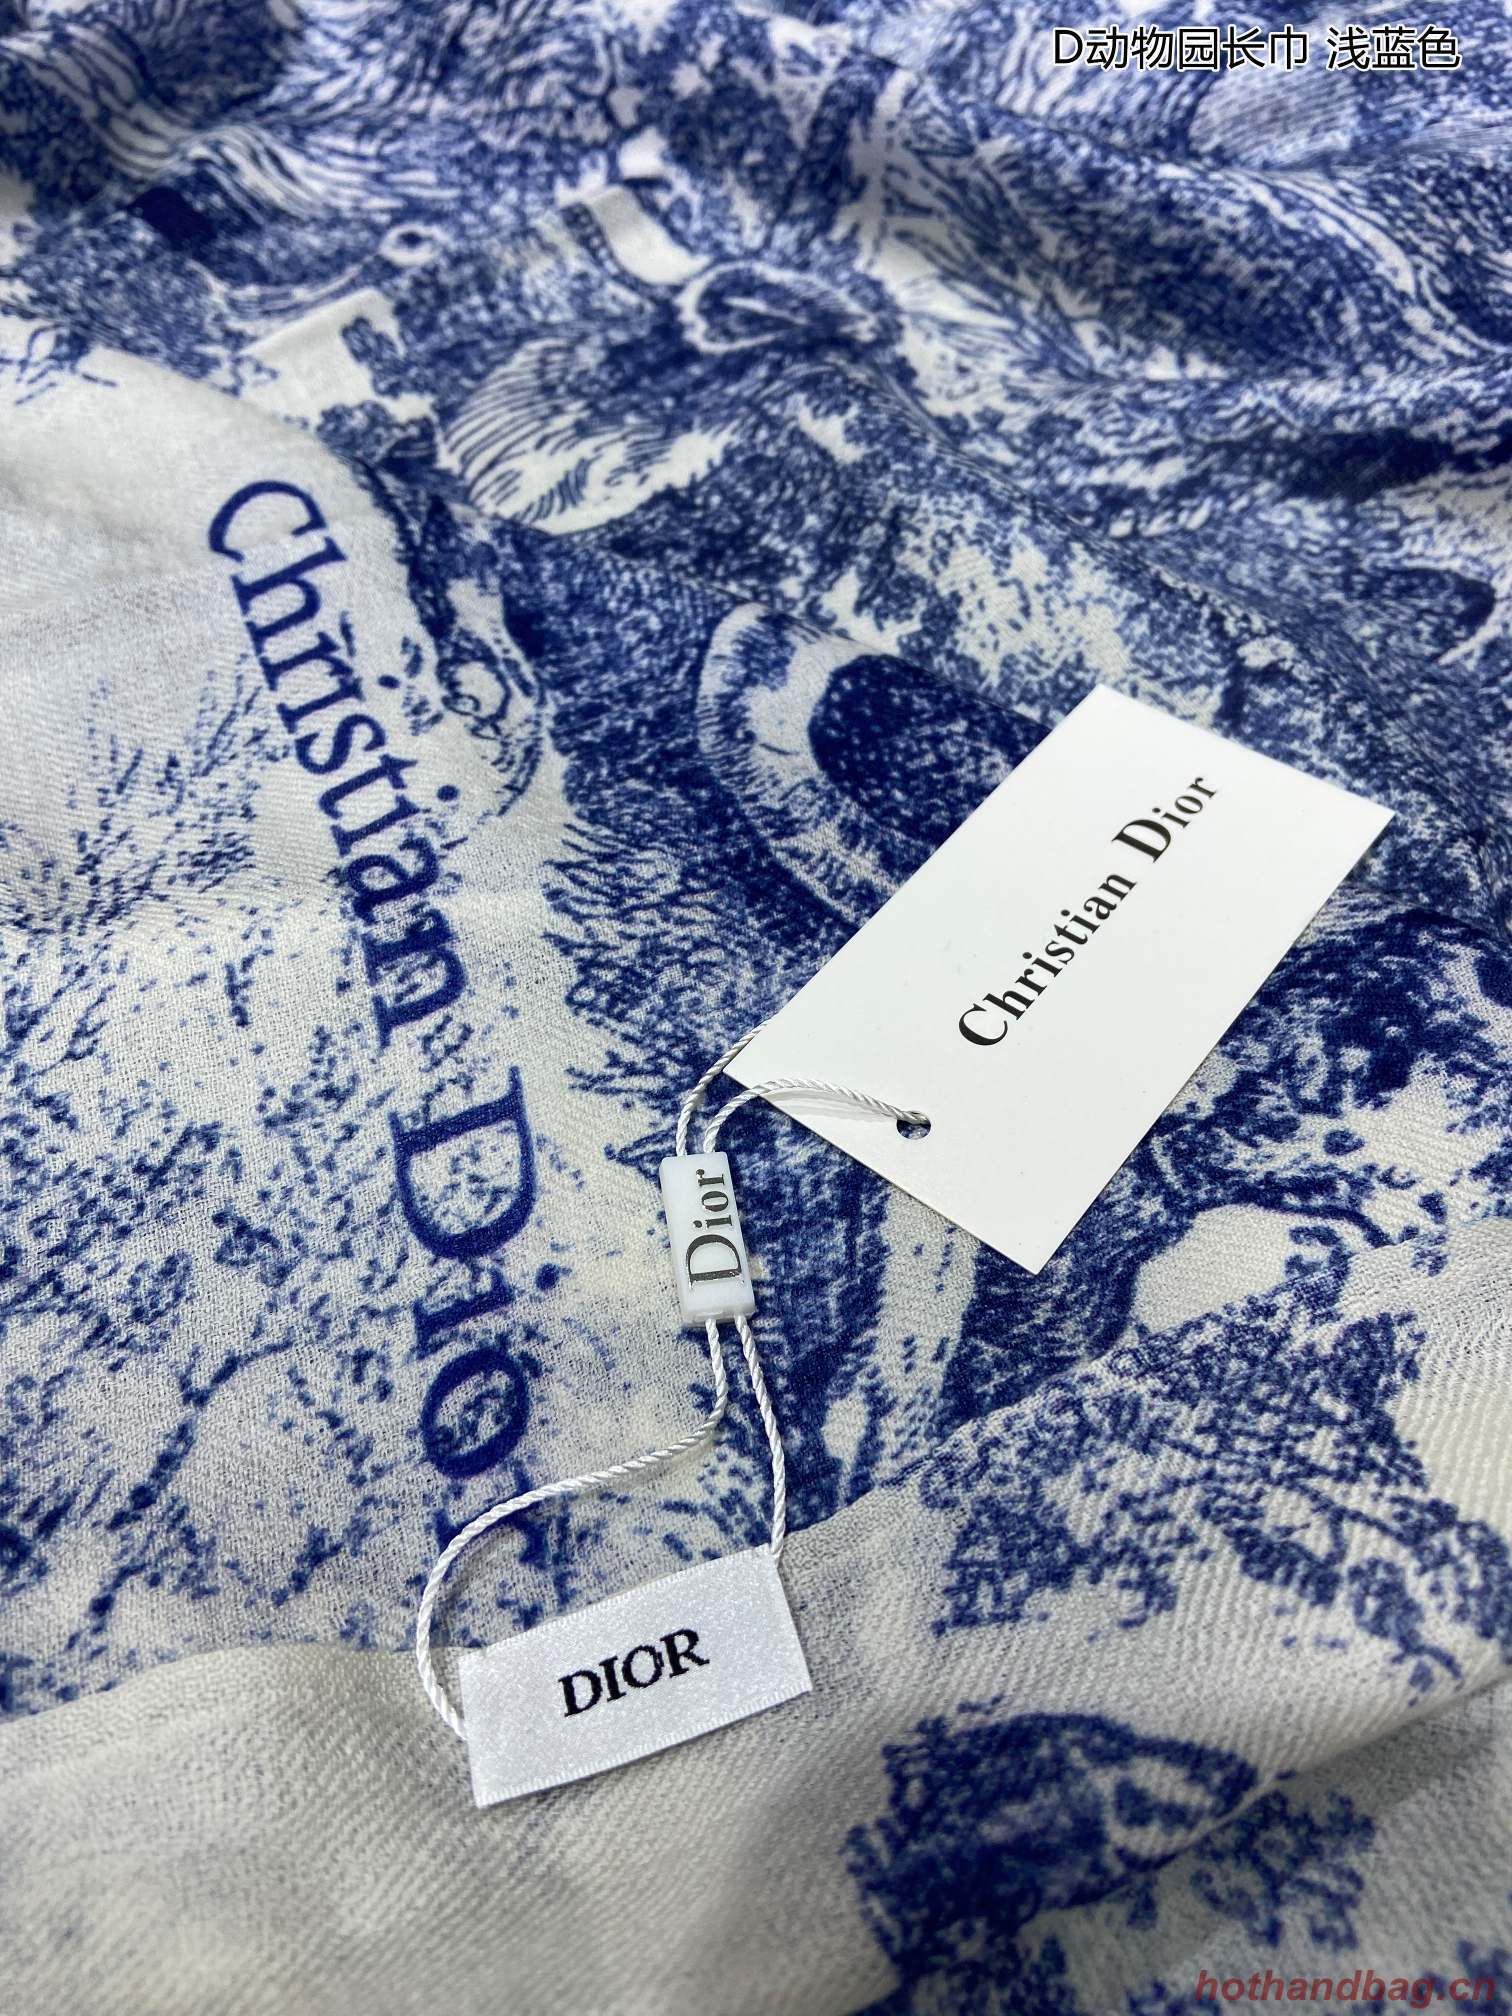 D动物园长巾 浅蓝色
Christian Dior
Christian Dior
Dior
DIOR
hothandbag.cn